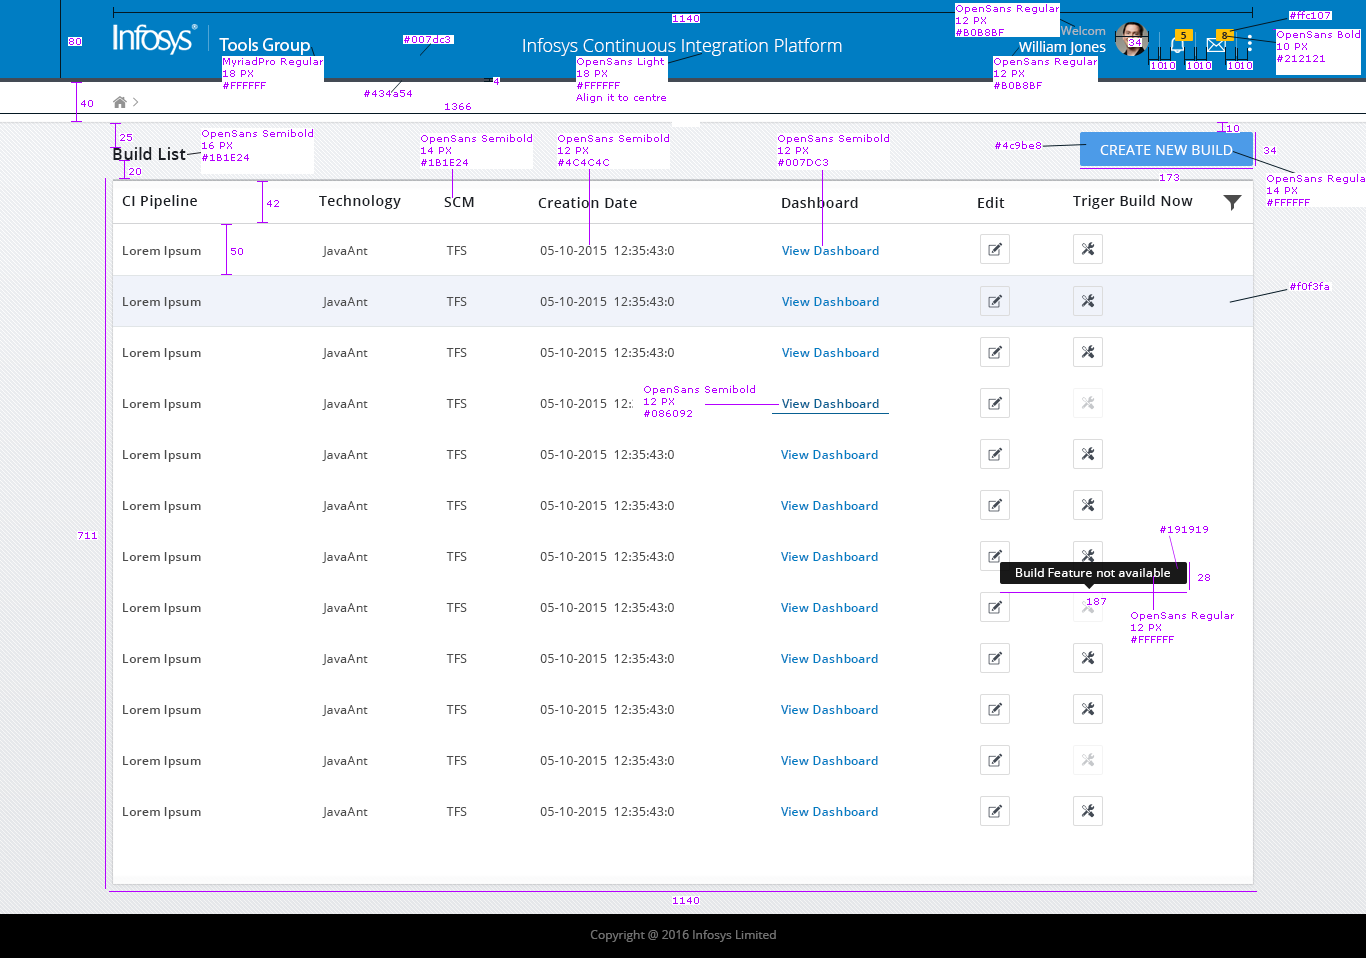 1140
OpenSans Regular
12 PX
#B0B8BF
#ffc107
80
Infosys®
Tools Group
#007dc3
Infosys Continuous Integration Platform
Welcom
William Jones
34
5
8
OpenSans Bold
10 PX
#212121
MyriadPro Regular
18 PX
#FFFFFF
OpenSans Light
18 PX
#FFFFFF
Align it to centre
OpenSans Regular
12 PX
#B0B8BF
1010
1010
1010
4
#434a54
40
1366
25
Build List
OpenSans Semibold
16 PX
#1B1E24
OpenSans Semibold
14 PX
#1B1E24
OpenSans Semibold
12 PX
#4C4C4C
OpenSans Semibold
12 PX
#007DC3
10
#4c9be8
CREATE NEW BUILD
34
20
173
OpenSans Regula
14 PX
#FFFFFF
CI Pipeline
42
Technology
SCM
Creation Date
Dashboard
Edit
Triger Build Now
Lorem Ipsum
50
JavaAnt
TFS
05-10-2015 12:35:43:0
View Dashboard
Lorem Ipsum JavaAnt TFS 05-10-2015 12:35:43:0 View Dashboard
#f0f3fa
Lorem Ipsum JavaAnt TFS 05-10-2015 12:35:43:0 View Dashboard
OpenSans Semibold
12 PX
#086092
Lorem Ipsum JavaAnt TFS 05-10-2015 12: View Dashboard
Lorem Ipsum JavaAnt TFS 05-10-2015 12:35:43:0 View Dashboard
Lorem Ipsum JavaAnt TFS 05-10-2015 12:35:43:0 View Dashboard
711
#191919
Lorem Ipsum JavaAnt TFS 05-10-2015 12:35:43:0 View Dashboard
Build Feature not available
28
187
Lorem Ipsum JavaAnt TFS 05-10-2015 12:35:43:0 View Dashboard
OpenSans Regular
12 PX
#FFFFFF
Lorem Ipsum JavaAnt TFS 05-10-2015 12:35:43:0 View Dashboard
Lorem Ipsum JavaAnt TFS 05-10-2015 12:35:43:0 View Dashboard
Lorem Ipsum JavaAnt TFS 05-10-2015 12:35:43:0 View Dashboard
Lorem Ipsum JavaAnt TFS 05-10-2015 12:35:43:0 View Dashboard
1140
Copyright @ 2016 Infosys Limited